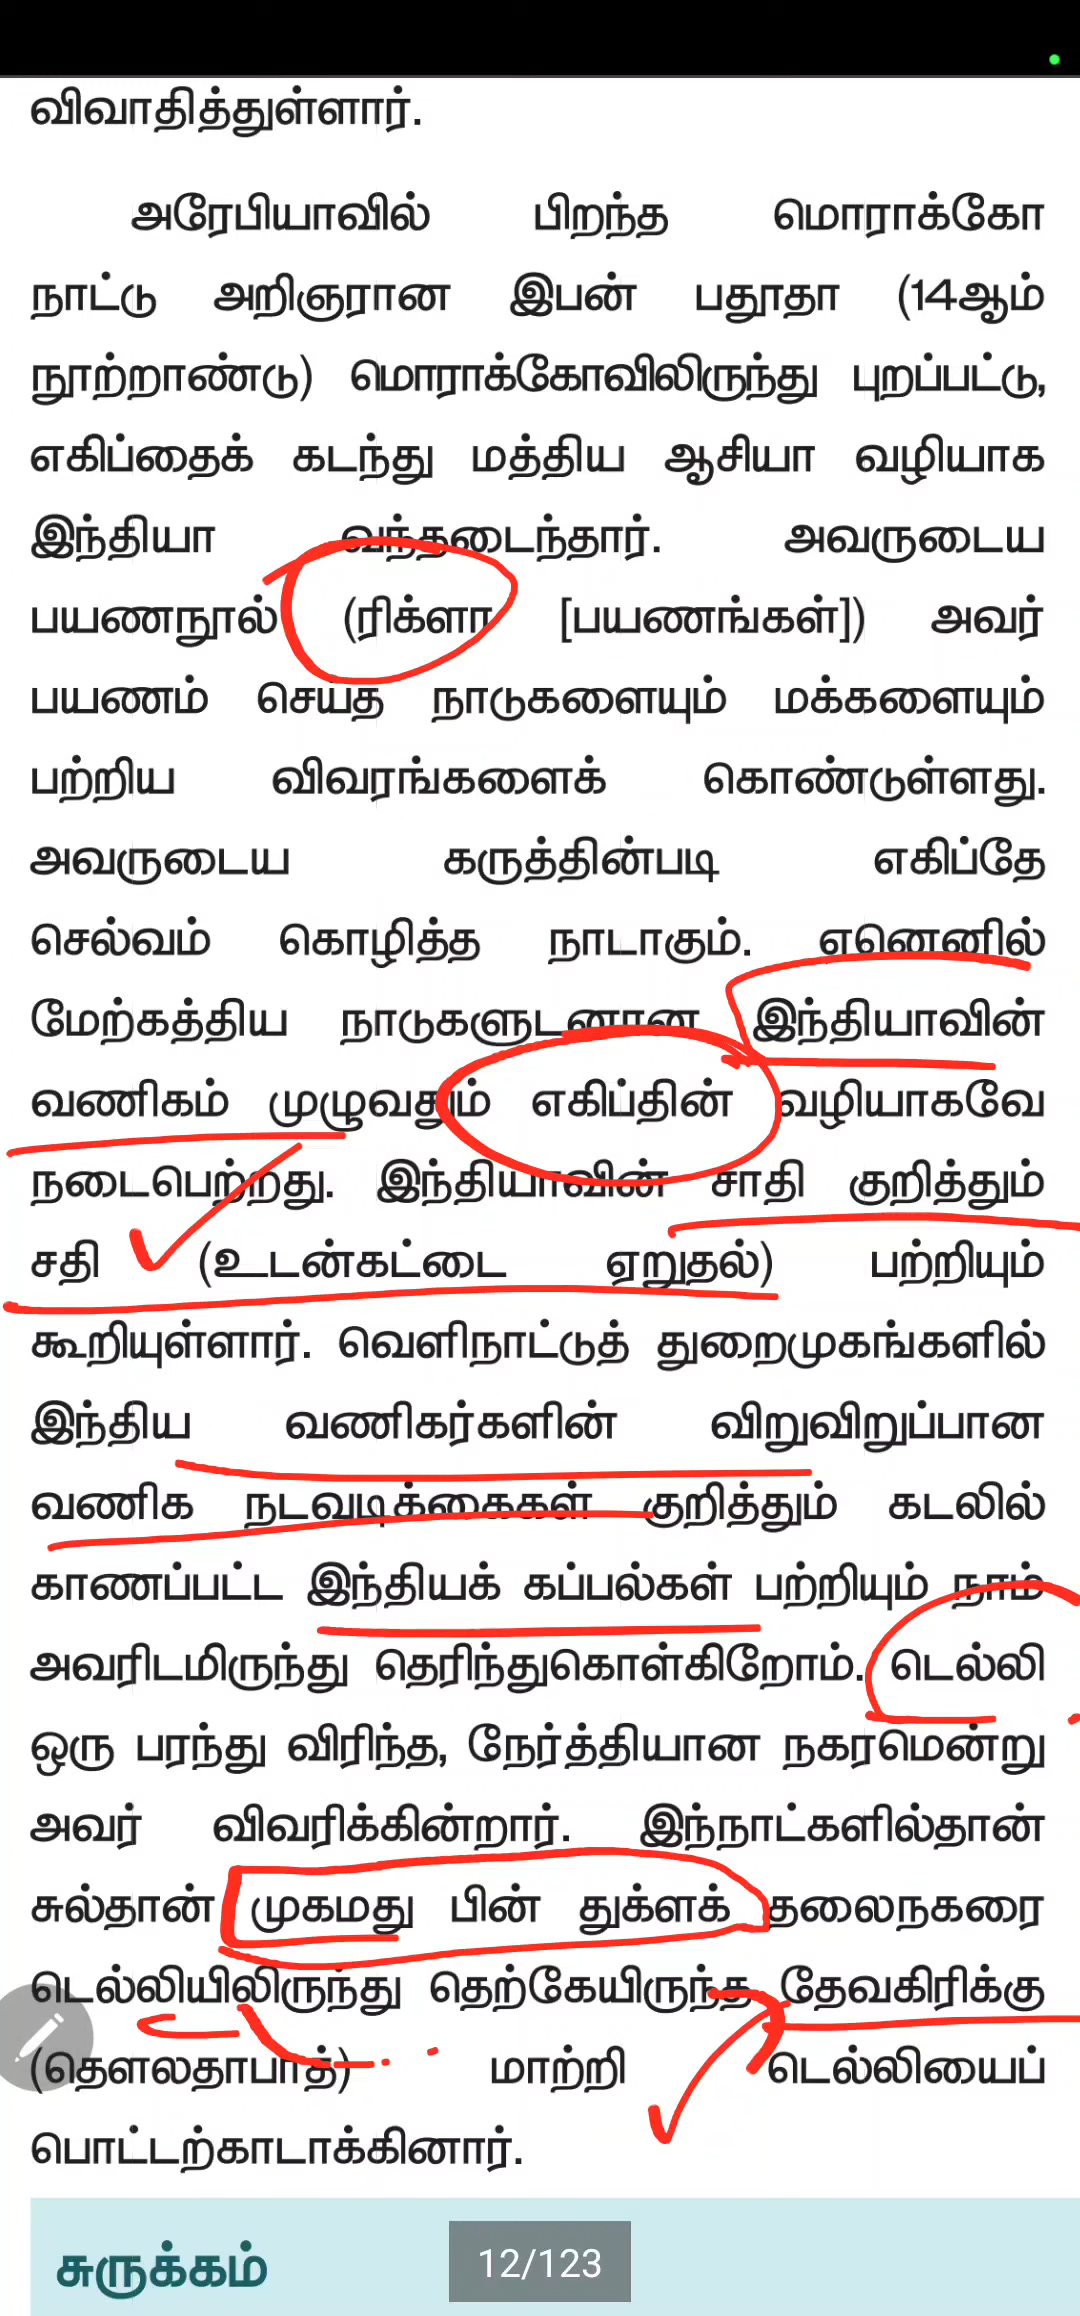 விவாதித்துள்ளார்.
அரேபியாவில் பிறந்த மொராக்கோ
நாட்டு அறிஞரான இபன் பதூதா (14ஆம்
நூற்றாண்டு) மொராக்கோவிலிருந்து புறப்பட்டு,
எகிப்தைக் கடந்து மத்திய ஆசியா வழியாக
இந்தியா வந்தடைந்தார். அவருடைய
பயணநூல் (ரிக்ளா [பயணங்கள்]) அவர்
பயணம் செய்த நாடுகளையும் மக்களையும்
பற்றிய விவரங்களைக் கொண்டுள்ளது.
அவருடைய கருத்தின்படி எகிப்தே
செல்வம் கொழித்த நாடாகும். ஏனெனில்
மேற்கத்திய நாடுகளுடனான இந்தியாவின்
வணிகம் முழுவதும் எகிப்தின் வழியாகவே
நடைபெற்றது. இந்தியாவின் சாதி குறித்தும்
சதி (உடன்கட்டை ஏறுதல்) பற்றியும்
கூறியுள்ளார். வெளிநாட்டுத் துறைமுகங்களில்
இந்திய வணிகர்களின் விறுவிறுப்பான
வணிக நடவடிக்கைகள் குறித்தும் கடலில்
காணப்பட்ட இந்தியக் கப்பல்கள் பற்றியும் நாம்
அவரிடமிருந்து தெரிந்துகொள்கிறோம். டெல்லி
ஒரு பரந்து விரிந்த, நேர்த்தியான நகரமென்று
அவர் விவரிக்கின்றார். இந்நாட்களில்தான்
சுல்தான் முகமது பின் துக்ளக் தலைநகரை
டெல்லியிலிருந்து தெற்கேயிருந்த தேவகிரிக்கு
(தௌலதாபாத்) மாற்றி டெல்லியைப்
பொட்டற்காடாக்கினார்.
சுருக்கம்
12/123